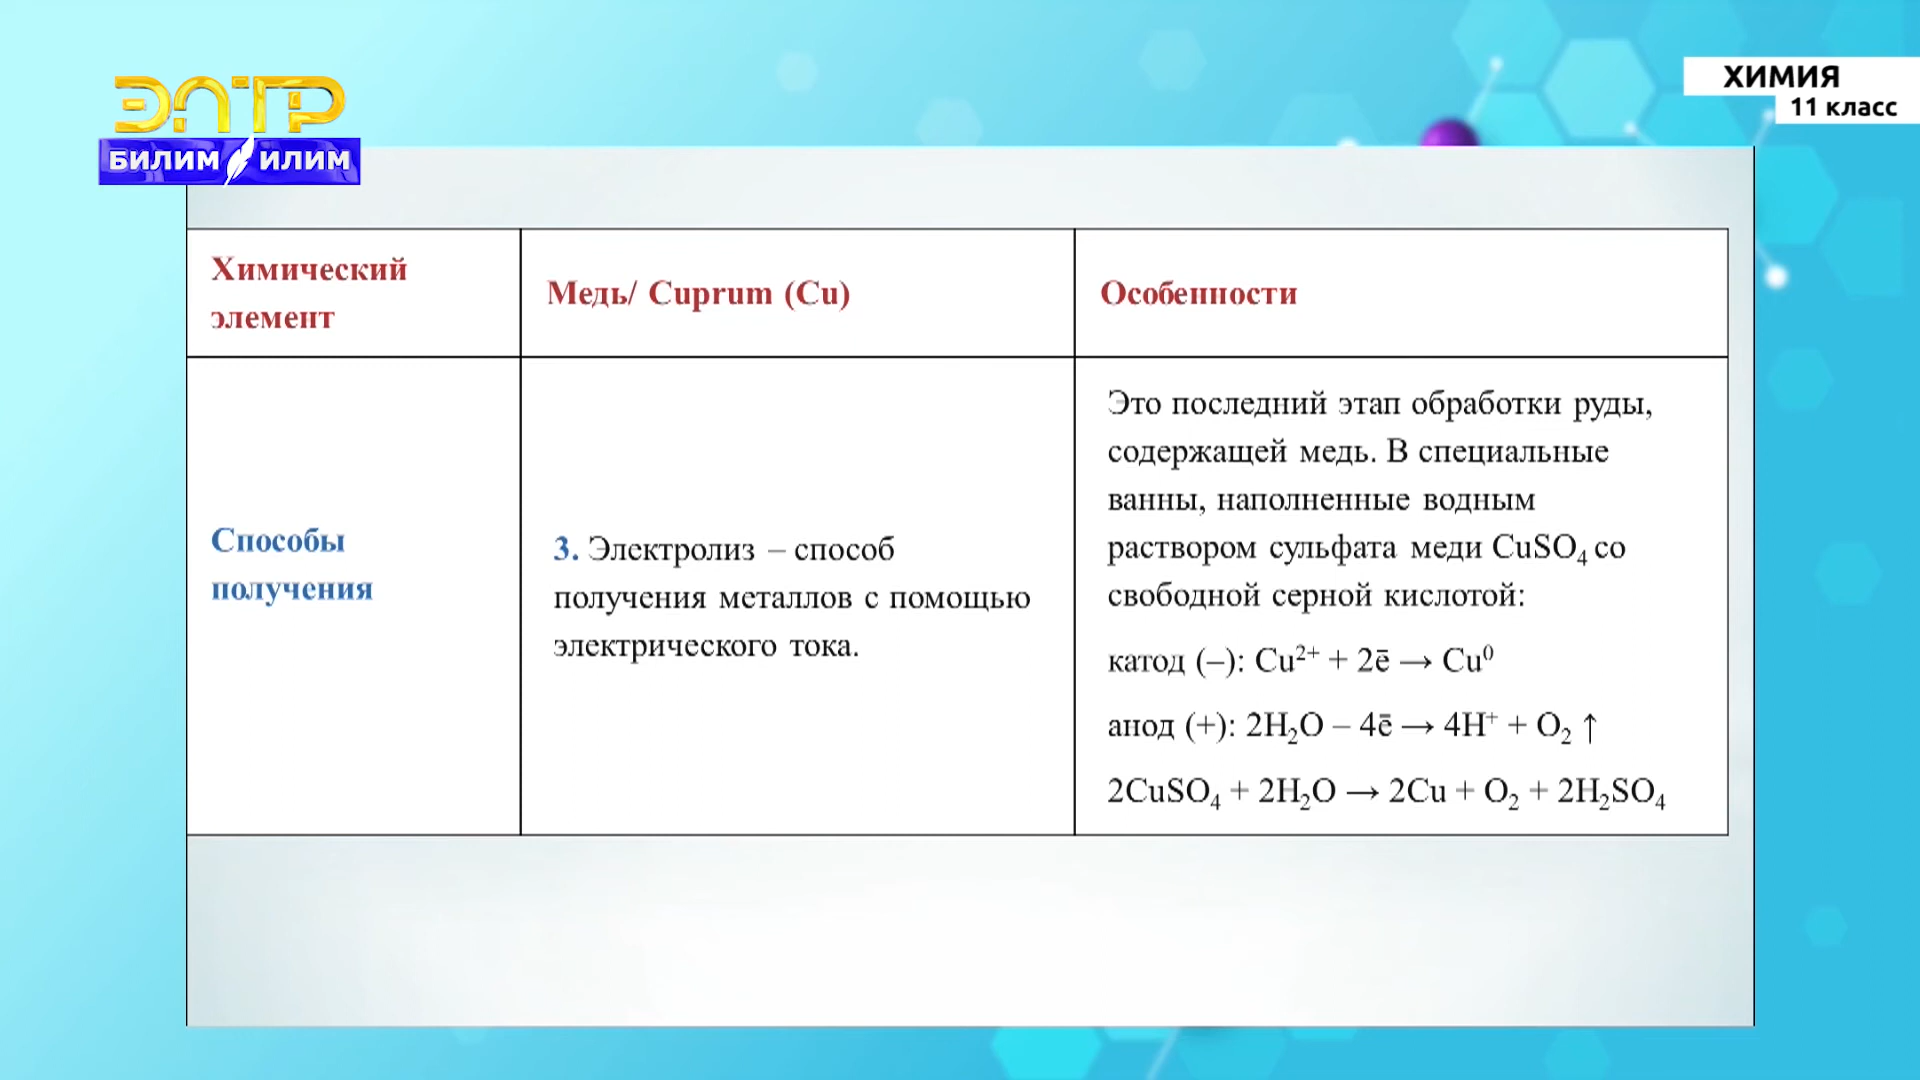 ЭЛТР
БИЛИМ ИЛИМ
ХИМИЯ
11 класс
Химический
элемент
Медь/ Cuprum (Cu)
Особенности
Способы
получения
3. Электролиз – способ
получения металлов с помощью
электрического тока.
Это последний этап обработки руды,
содержащей медь. В специальные
ванны, наполненные водным
раствором сульфата меди CuSO₄ со
свободной серной кислотой:
катод (–): Cu²⁺ + 2ē → Cu⁰
анод (+): 2H₂O – 4ē → 4H⁺ + O₂ ↑
2CuSO₄ + 2H₂O → 2Cu + O₂ + 2H₂SO₄